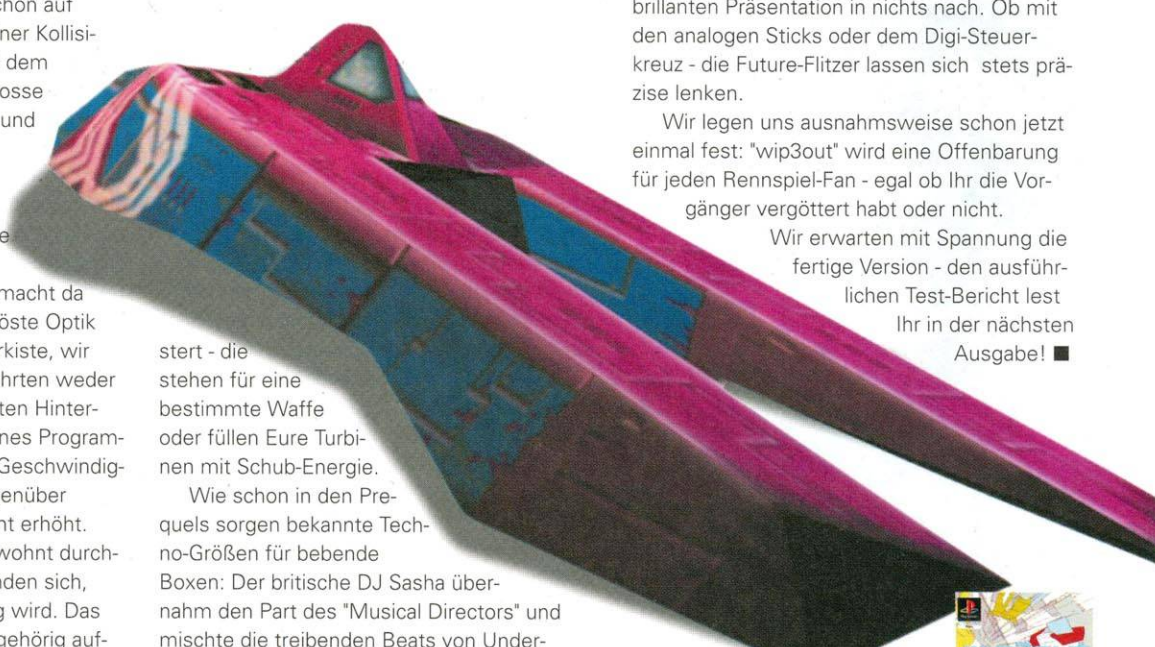 chon auf
ner Kollisi-
dem
osse
und
e
macht da
öste Optik
rkiste, wir
hrten weder
ten Hinter-
nes Program-
Geschwindig-
enüber
nt erhöht.
wohnt durch-
nden sich,
g wird. Das
gehörig auf-
stert - die
stehen für eine
bestimmte Waffe
oder füllen Eure Turbi-
nen mit Schub-Energie.
Wie schon in den Pre-
quels sorgen bekannte Tech-
no-Größen für bebende
Boxen: Der britische DJ Sasha über-
nahm den Part des "Musical Directors" und
mischte die treibenden Beats von Under-
brillanten Präsentation in nichts nach. Ob mit
den analogen Sticks oder dem Digi-Steuer-
kreuz - die Future-Flitzer lassen sich stets prä-
zise lenken.
Wir legen uns ausnahmsweise schon jetzt
einmal fest: "wip3out" wird eine Offenbarung
für jeden Rennspiel-Fan - egal ob Ihr die Vor-
gänger vergöttert habt oder nicht.
Wir erwarten mit Spannung die
fertige Version - den ausführ-
lichen Test-Bericht lest
Ihr in der nächsten
Ausgabe! ■